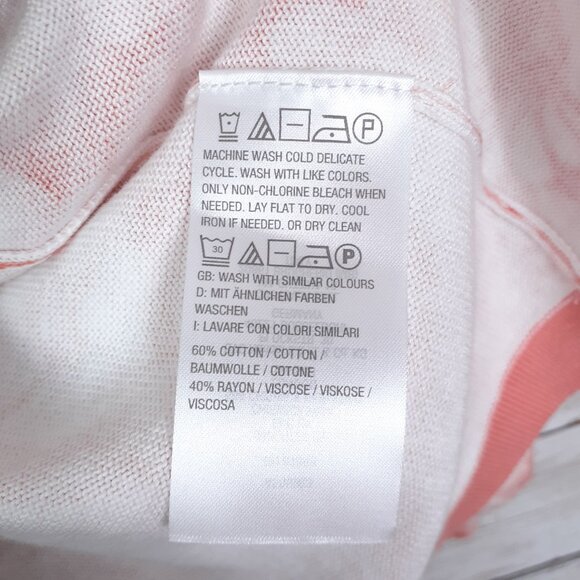 P
MACHINE WASH COLD DELICATE
CYCLE. WASH WITH LIKE COLORS.
ONLY NON-CHLORINE BLEACH WHEN
NEEDED. LAY FLAT TO DRY. COOL
IRON IF NEEDED. OR DRY CLEAN
30 P
GB: WASH WITH SIMILAR COLOURS
D: MIT ÄHNLICHEN FARBEN
WASCHEN
I: LAVARE CON COLORI SIMILARI
60% COTTON / COTTON /
BAUMWOLLE / COTONE
40% RAYON / VISCOSE / VISKOSE /
VISCOSA